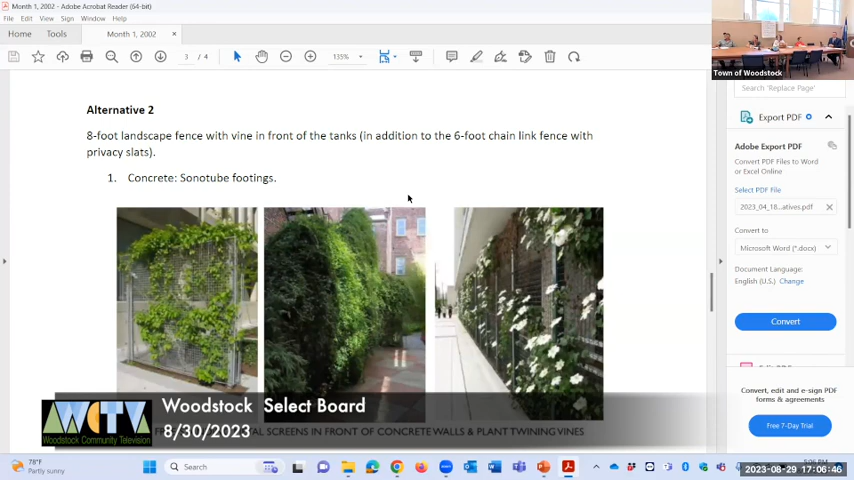 Month 1, 2002 - Adobe Acrobat Reader (64-bit)
File Edit View Sign Window Help
Home Tools Month 1, 2002 ×
3 / 4 135%
Town of Woodstock
Alternative 2
8-foot landscape fence with vine in front of the tanks (in addition to the 6-foot chain link fence with
privacy slats).
1. Concrete: Sonotube footings.
Search 'Replace Page'
Export PDF
Adobe Export PDF
Convert PDF Files to Word
or Excel Online
Select PDF File
2023_04_18...atives.pdf
Convert to
Microsoft Word (*.docx)
Document Language:
English (U.S.) Change
Convert
Convert, edit and e-sign PDF
forms & agreements
Free 7-Day Trial
WCTV
Woodstock Community Television
Woodstock Select Board
8/30/2023
SCREENS IN FRONT OF CONCRETE WALLS & PLANT TWINING VINES
78°F
Partly sunny
Search
2023-08-29 17:06:46